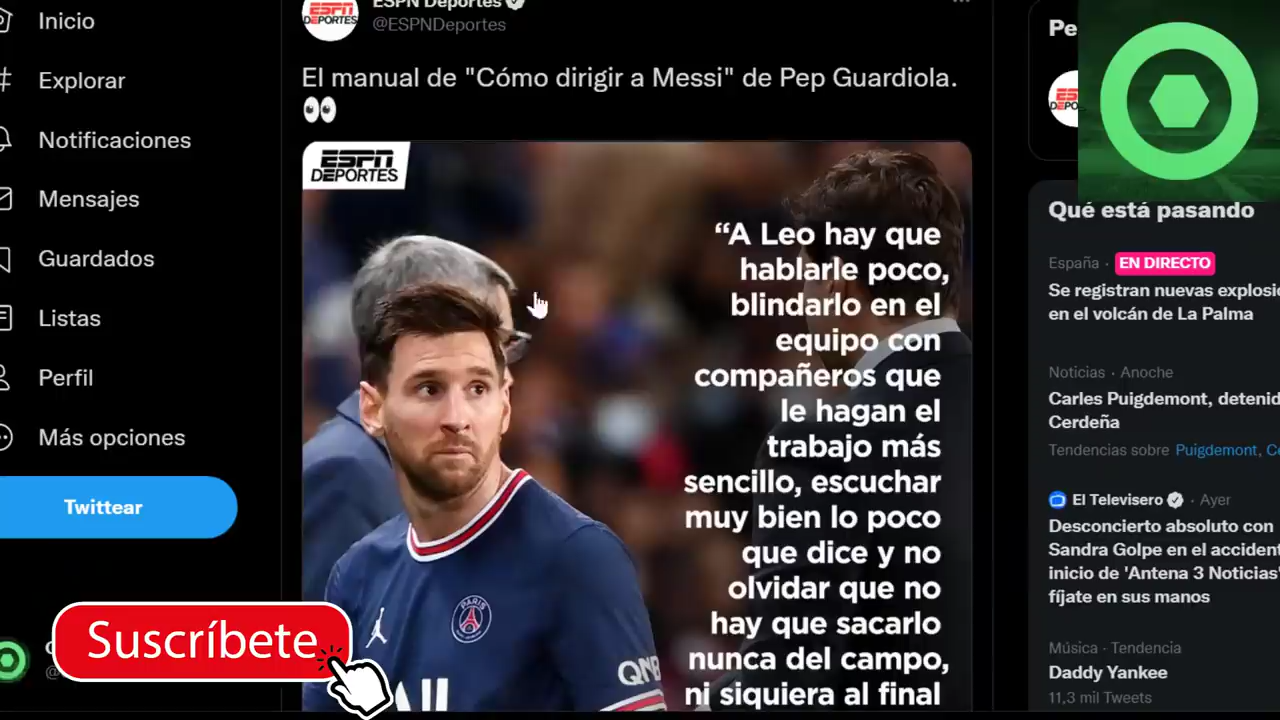 Inicio
Explorar
Notificaciones
Mensajes
Guardados
Listas
Perfil
Más opciones
Twittear
Suscríbete
ESPN Deportes
@ESPNDeportes
El manual de "Cómo dirigir a Messi" de Pep Guardiola.
ESPN
DEPORTES
“A Leo hay que
hablarle poco,
blindarlo en el
equipo con
compañeros que
le hagan el
trabajo más
sencillo, escuchar
muy bien lo poco
que dice y no
olvidar que no
hay que sacarlo
nunca del campo,
ni siquiera al final
PARIS
QNB
Pe
Qué está pasando
España · EN DIRECTO
Se registran nuevas explosio
en el volcán de La Palma
Noticias · Anoche
Carles Puigdemont, detenid
Cerdeña
Tendencias sobre Puigdemont, Ce
El Televisero · Ayer
Desconcierto absoluto con
Sandra Golpe en el accident
inicio de 'Antena 3 Noticias'
fíjate en sus manos
Música · Tendencia
Daddy Yankee
11,3 mil Tweets